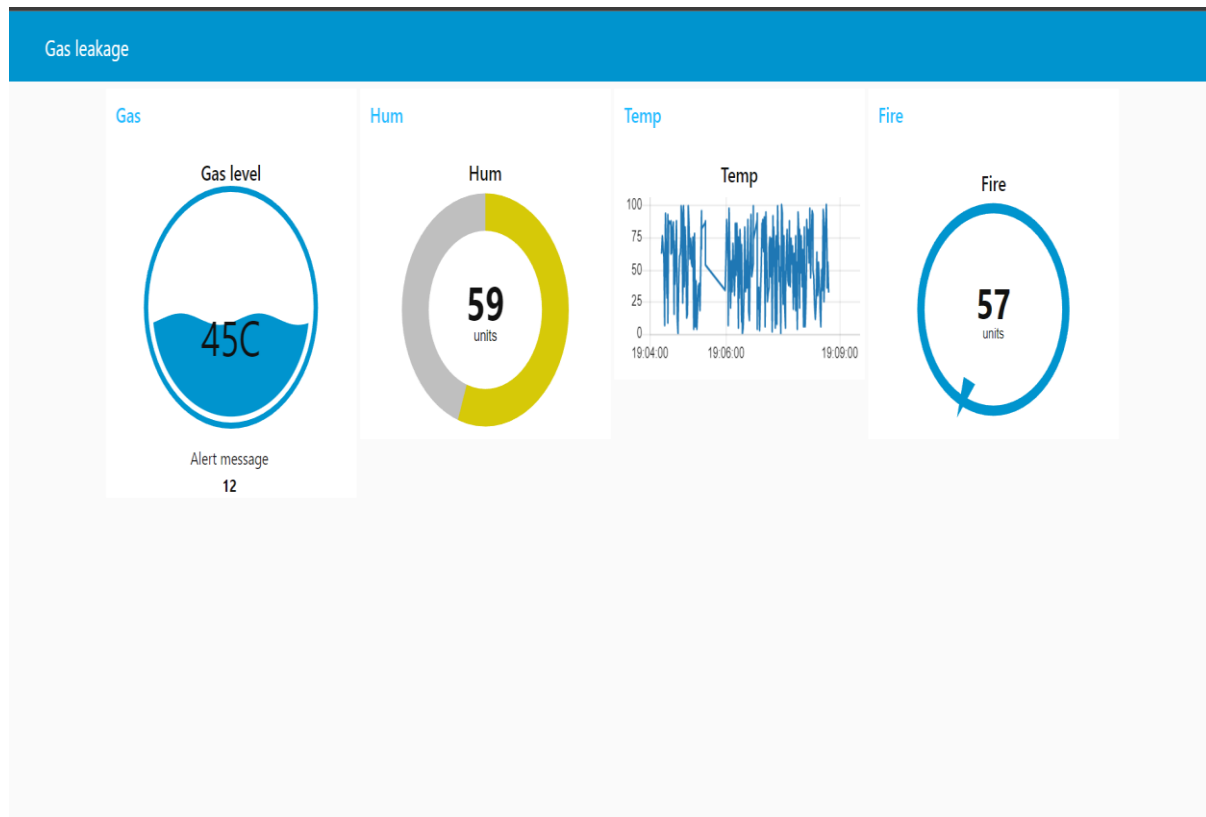 Gas leakage
Gas
Gas level
45C
Alert message
12
Hum
Hum
59
units
Temp
Temp
100
75
50
25
0
19:04:00 19:06:00 19:09:00
Fire
Fire
57
units